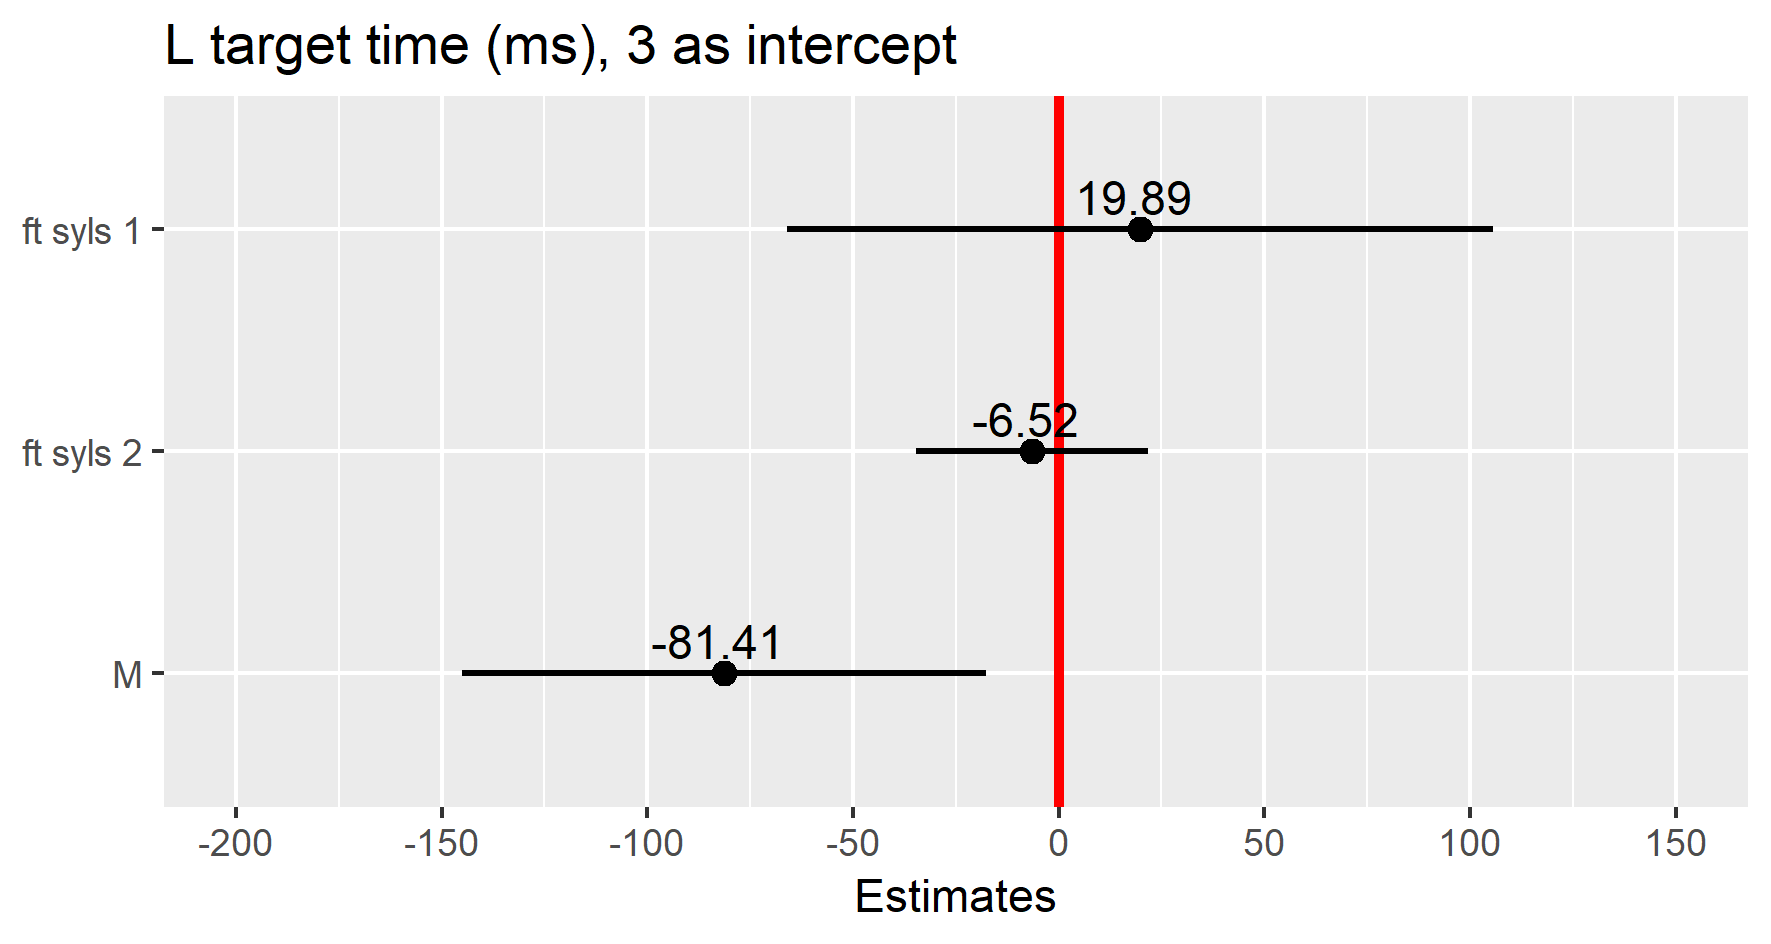 L target time (ms), 3 as intercept
ft syls 1
19.89
ft syls 2
-6.52
M
-81.41
-200 -150 -100 -50 0 50 100 150
Estimates